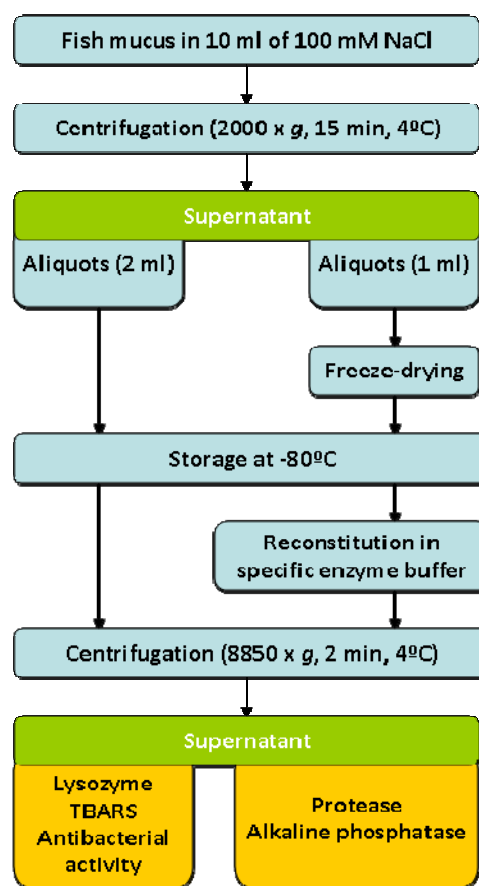 Fish mucus in 10 ml of 100 mM NaCl
Centrifugation (2000 x g, 15 min, 4ºC)
Supernatant
Aliquots (2 ml)
Aliquots (1 ml)
Freeze-drying
Storage at -80ºC
Reconstitution in
specific enzyme buffer
Centrifugation (8850 x g, 2 min, 4ºC)
Supernatant
Lysozyme
TBARS
Antibacterial
activity
Protease
Alkaline phosphatase